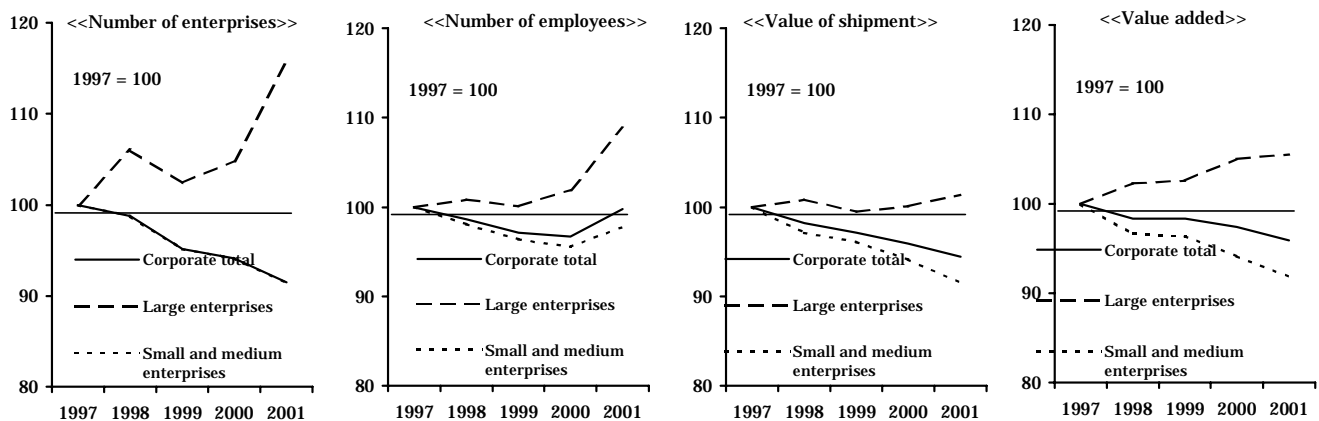 <<Number of enterprises>>
1997 = 100
120
110
100
90
80
Corporate total
Large enterprises
Small and medium
enterprises
1997 1998 1999 2000 2001
<<Number of employees>>
1997 = 100
120
110
100
90
80
Corporate total
Large enterprises
Small and medium
enterprises
1997 1998 1999 2000 2001
<<Value of shipment>>
1997 = 100
120
110
100
90
80
Corporate total
Large enterprises
Small and medium
enterprises
1997 1998 1999 2000 2001
<<Value added>>
1997 = 100
120
110
100
90
80
Corporate total
Large enterprises
Small and medium
enterprises
1997 1998 1999 2000 2001